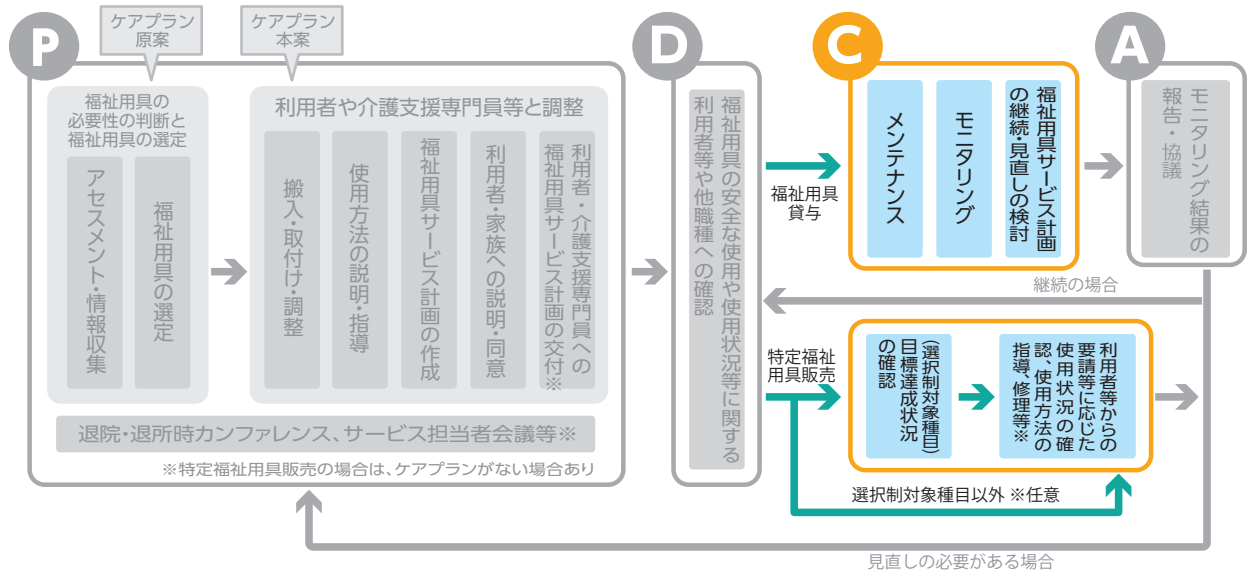 P
ケアプラン
原案
ケアプラン
本案
福祉用具の
必要性の判断と
福祉用具の選定
アセスメント・情報収集
福祉用具の選定
利用者や介護支援専門員等と調整
搬入・取付け・調整
使用方法の説明・指導
福祉用具サービス計画の作成
利用者・家族への説明・同意
利用者・介護支援専門員への
福祉用具サービス計画の交付※
退院・退所時カンファレンス、サービス担当者会議等※
※特定福祉用具販売の場合は、ケアプランがない場合あり
D
福祉用具の安全な使用や使用状況等に関する
利用者等や他職種への確認
福祉用具
貸与
C
メンテナンス
モニタリング
福祉用具サービス計画
の継続・見直しの検討
A
モニタリング結果の
報告・協議
継続の場合
特定福祉
用具販売
(選択制対象種目)
目標達成状況
の確認
利用者等からの
要請等に応じた
使用状況の確
認、使用方法の
指導、修理等※
選択制対象種目以外 ※任意
見直しの必要がある場合